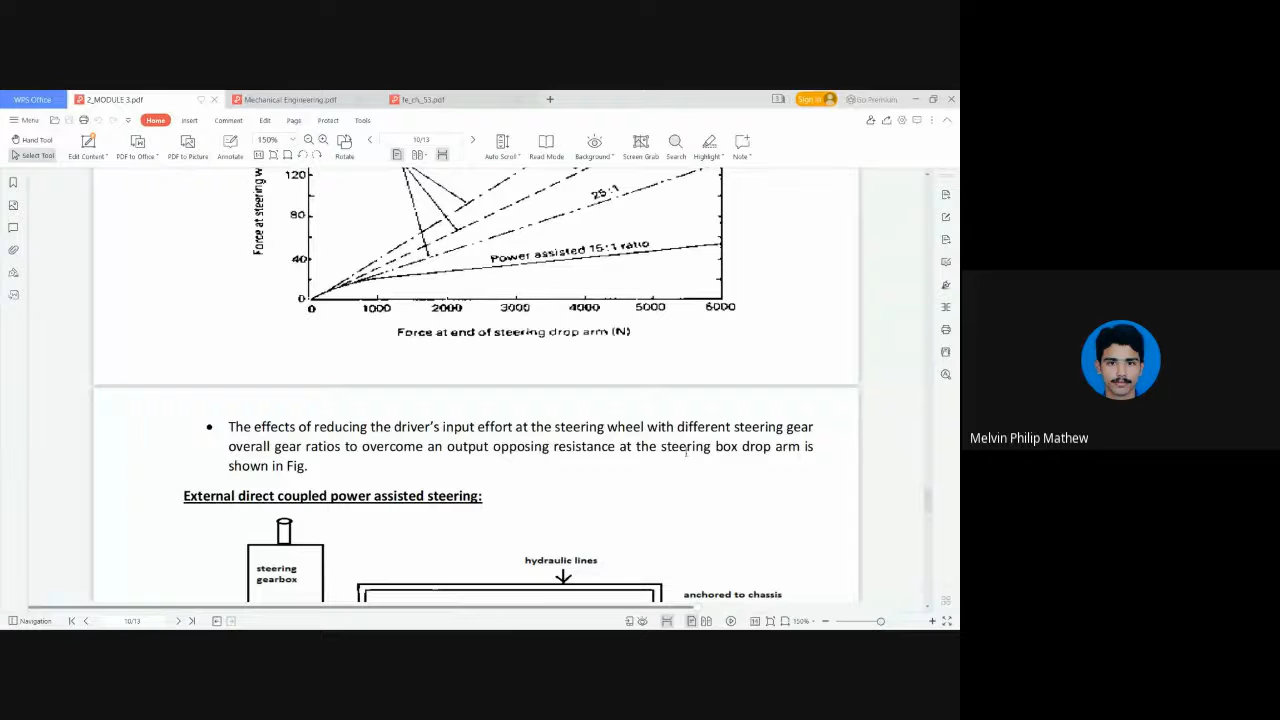 WPS Office
2_MODULE 3.pdf
Mechanical Engineering.pdf
fe_ch_53.pdf
Sign in
Go Premium
Menu
Home
Insert
Comment
Edit
Page
Protect
Tools
Hand Tool
Select Tool
Edit Content
PDF to Office
PDF to Picture
Annotate
150%
Rotate
10/13
Auto Scroll
Read Mode
Background
Screen Grab
Search
Highlight
Note
Force at steering w
120
80
40
0
25:1
Power assisted 15:1 ratio
0 1000 2000 3000 4000 5000 6000
Force at end of steering drop arm (N)
• The effects of reducing the driver's input effort at the steering wheel with different steering gear
overall gear ratios to overcome an output opposing resistance at the steering box drop arm is
shown in Fig.
External direct coupled power assisted steering:
steering
gearbox
hydraulic lines
anchored to chassis
Navigation
10/13
150%
Melvin Philip Mathew